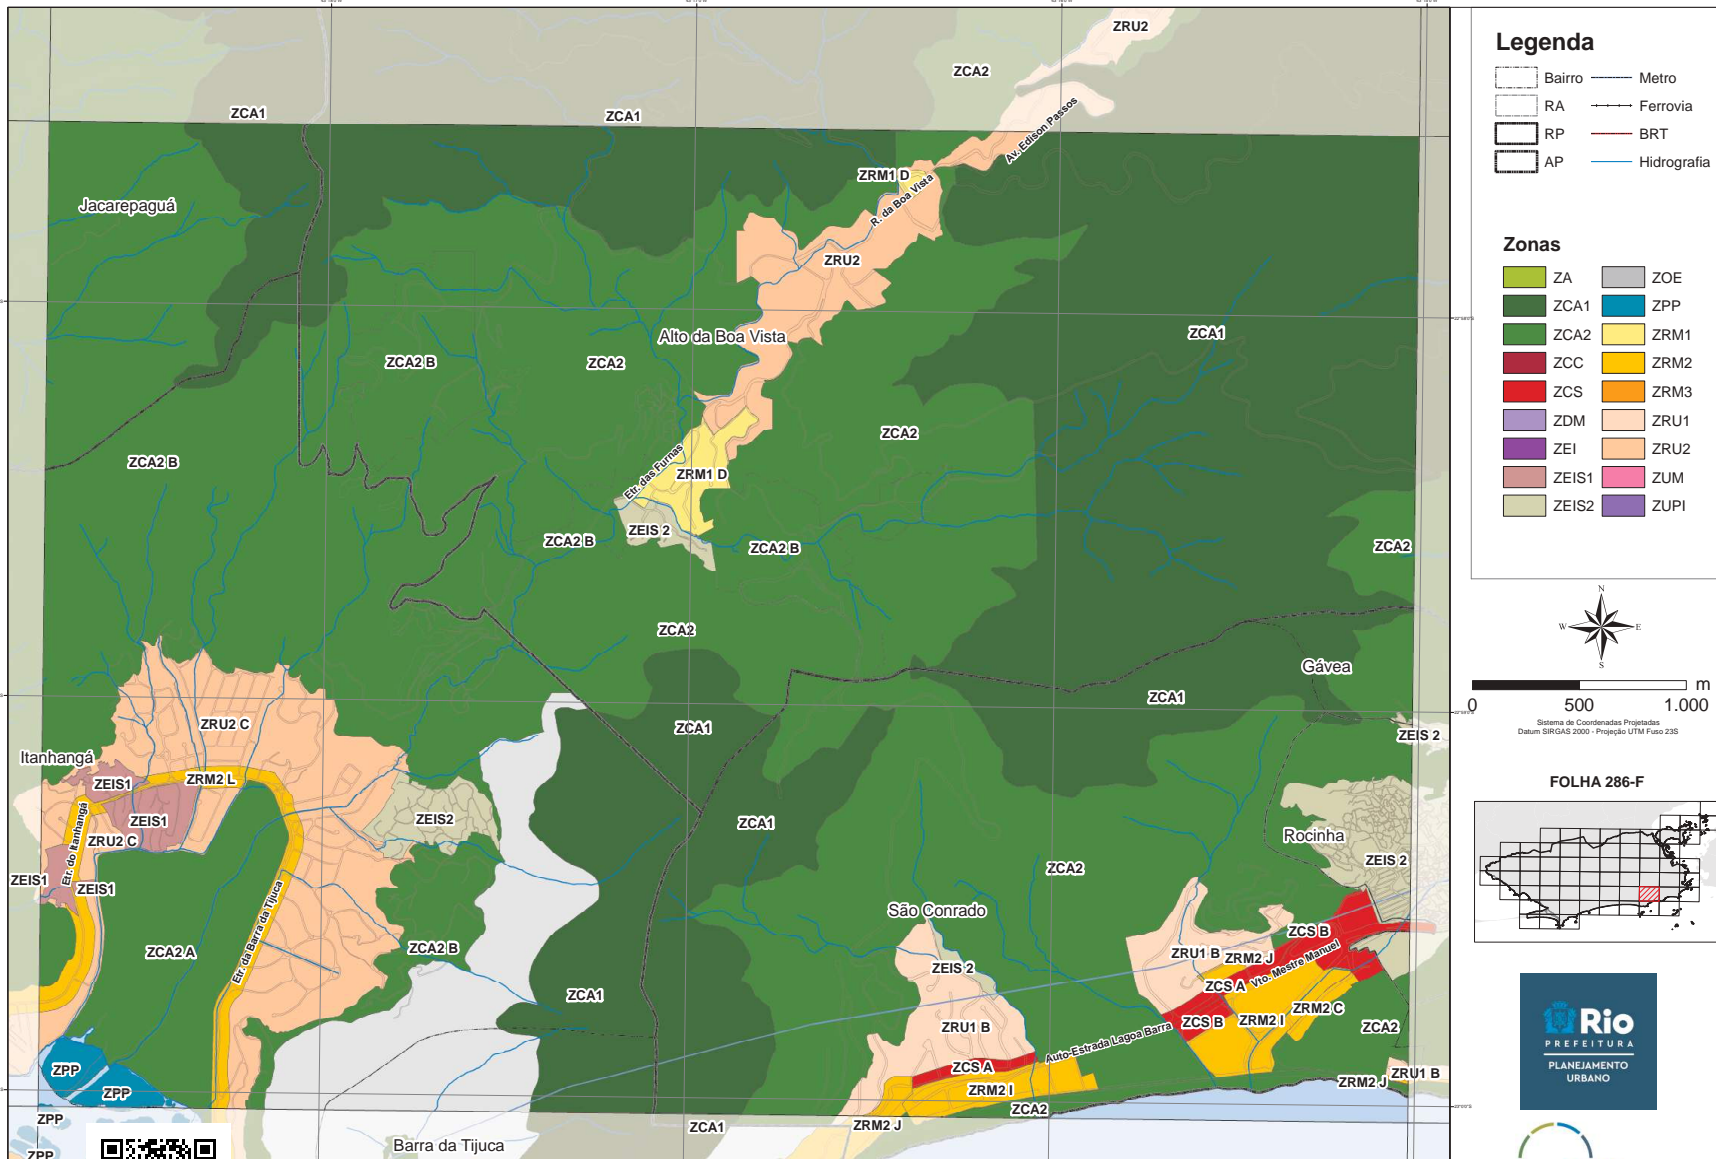 ZRU2
ZCA2
ZCA1
ZCA1
Av. Edison Passos
ZRM1 D
R. da Boa Vista
Jacarepaguá
ZRU2
Alto da Boa Vista
ZCA1
ZCA2 B
ZCA2
ZCA2
ZCA2 B
Etr. das Furnas
ZRM1 D
ZEIS 2
ZCA2 B
ZCA2 B
ZCA2
ZCA2
Gávea
ZCA1
ZCA1
ZRU2 C
ZEIS 2
Itanhangá
ZEIS1
ZRM2 L
ZEIS1
ZEIS2
ZCA1
Etr. do Itanhangá
ZRU2 C
Rocinha
ZEIS 2
ZCA2
ZEIS1
ZEIS1
São Conrado
Etr. da Barra da Tijuca
ZCA2 A
ZCA2 B
ZCS B
ZRU1 B
ZRM2 J
Vto. Mestre Manuel
ZEIS 2
ZCS A
ZCA1
ZRM2 C
ZCS B
ZRM2 I
ZRU1 B
ZCA2
Auto-Estrada Lagoa Barra
ZCS A
ZPP
ZPP
ZRM2 I
ZRM2 J
ZRU1 B
ZCA2
ZPP
ZCA1
ZRM2 J
Barra da Tijuca
ZPP
Legenda
Bairro
Metro
RA
Ferrovia
RP
BRT
AP
Hidrografia
Zonas
ZA
ZOE
ZCA1
ZPP
ZCA2
ZRM1
ZCC
ZRM2
ZCS
ZRM3
ZDM
ZRU1
ZEI
ZRU2
ZEIS1
ZUM
ZEIS2
ZUPI
N
W
E
S
m
0 500 1.000
Sistema de Coordenadas Projetadas
Datum SIRGAS 2000 - Projeção UTM Fuso 23S
FOLHA 286-F
Rio
PREFEITURA
PLANEJAMENTO
URBANO